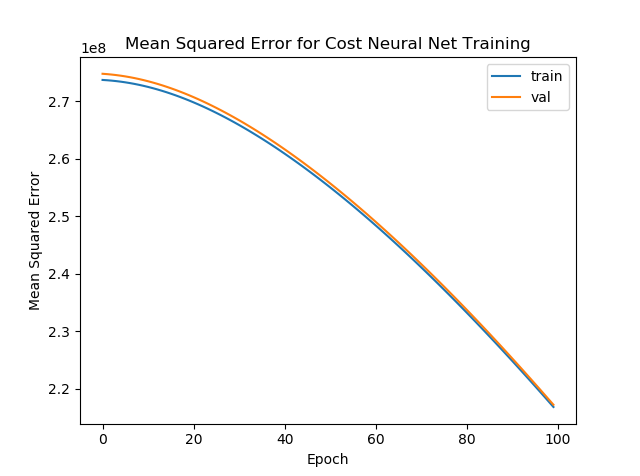 Mean Squared Error for Cost Neural Net Training
1e8
train
val
2.7
2.6
2.5
2.4
2.3
2.2
Mean Squared Error
0 20 40 60 80 100
Epoch